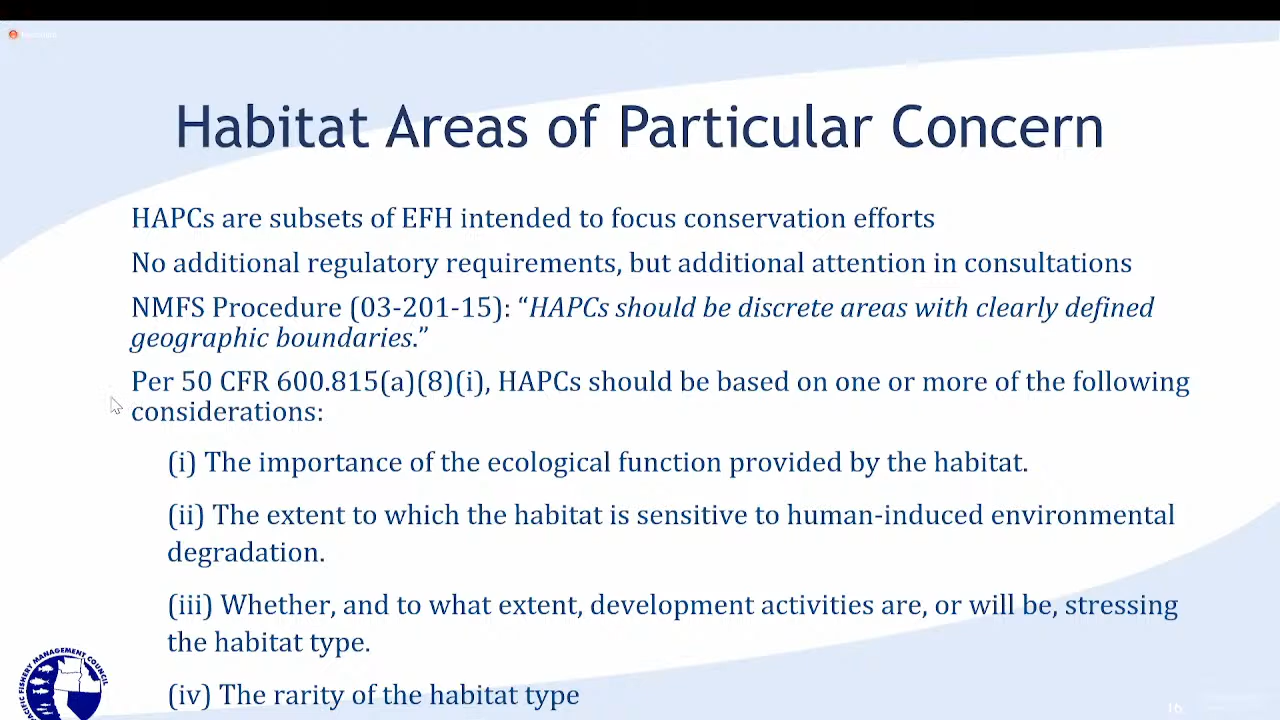 Habitat Areas of Particular Concern
HAPCs are subsets of EFH intended to focus conservation efforts
No additional regulatory requirements, but additional attention in consultations
NMFS Procedure (03-201-15): “HAPCs should be discrete areas with clearly defined
geographic boundaries.”
Per 50 CFR 600.815(a)(8)(i), HAPCs should be based on one or more of the following
considerations:
(i) The importance of the ecological function provided by the habitat.
(ii) The extent to which the habitat is sensitive to human-induced environmental
degradation.
(iii) Whether, and to what extent, development activities are, or will be, stressing
the habitat type.
(iv) The rarity of the habitat type
PACIFIC FISHERY MANAGEMENT COUNCIL
16